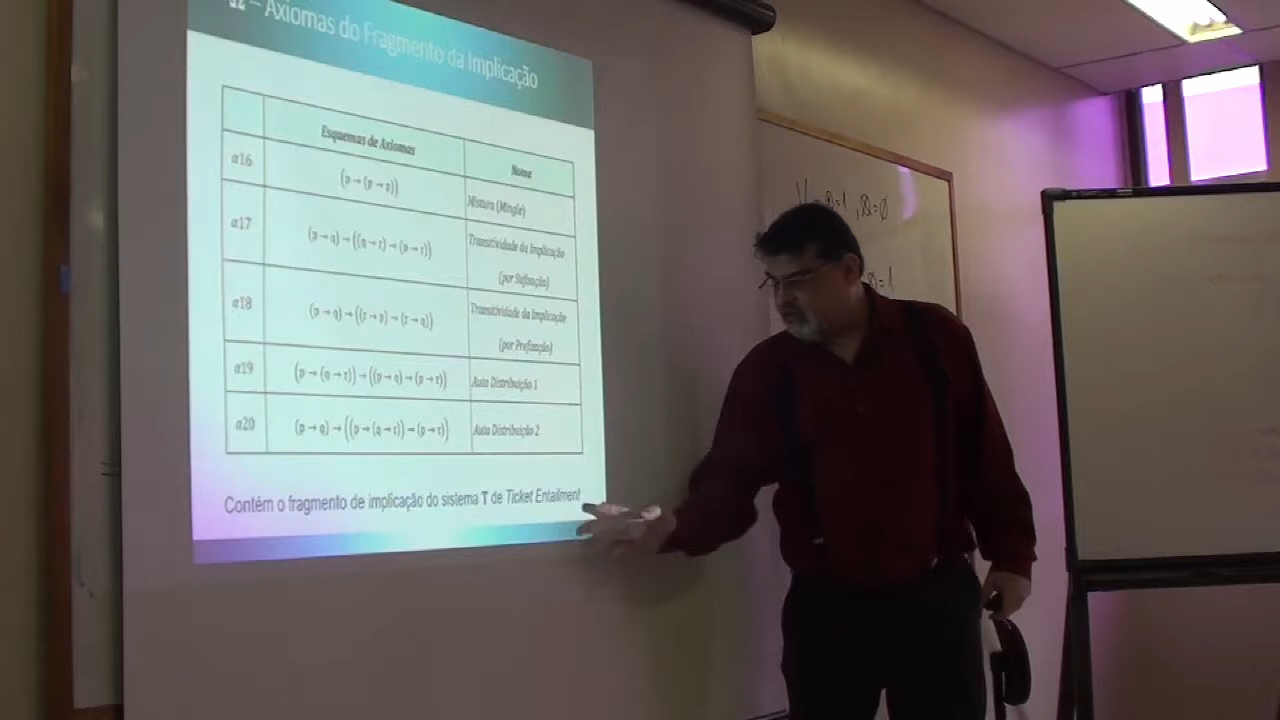 – Axiomas do Fragmento da Implicação
Esquemas de Axiomas Nome
α16 (p→(p→p)) Mistura (Mingle)
α17 (p→q)→((q→r)→(p→r)) Transitividade da Implicação
(por Sufixação)
α18 (p→q)→((r→p)→(r→q)) Transitividade da Implicação
(por Prefixação)
α19 (p→(q→r))→((p→q)→(p→r)) Auto Distribuição 1
α20 (p→q)→((p→(q→r))→(p→r)) Auto Distribuição 2
Contém o fragmento de implicação do sistema T de Ticket Entailment
=1